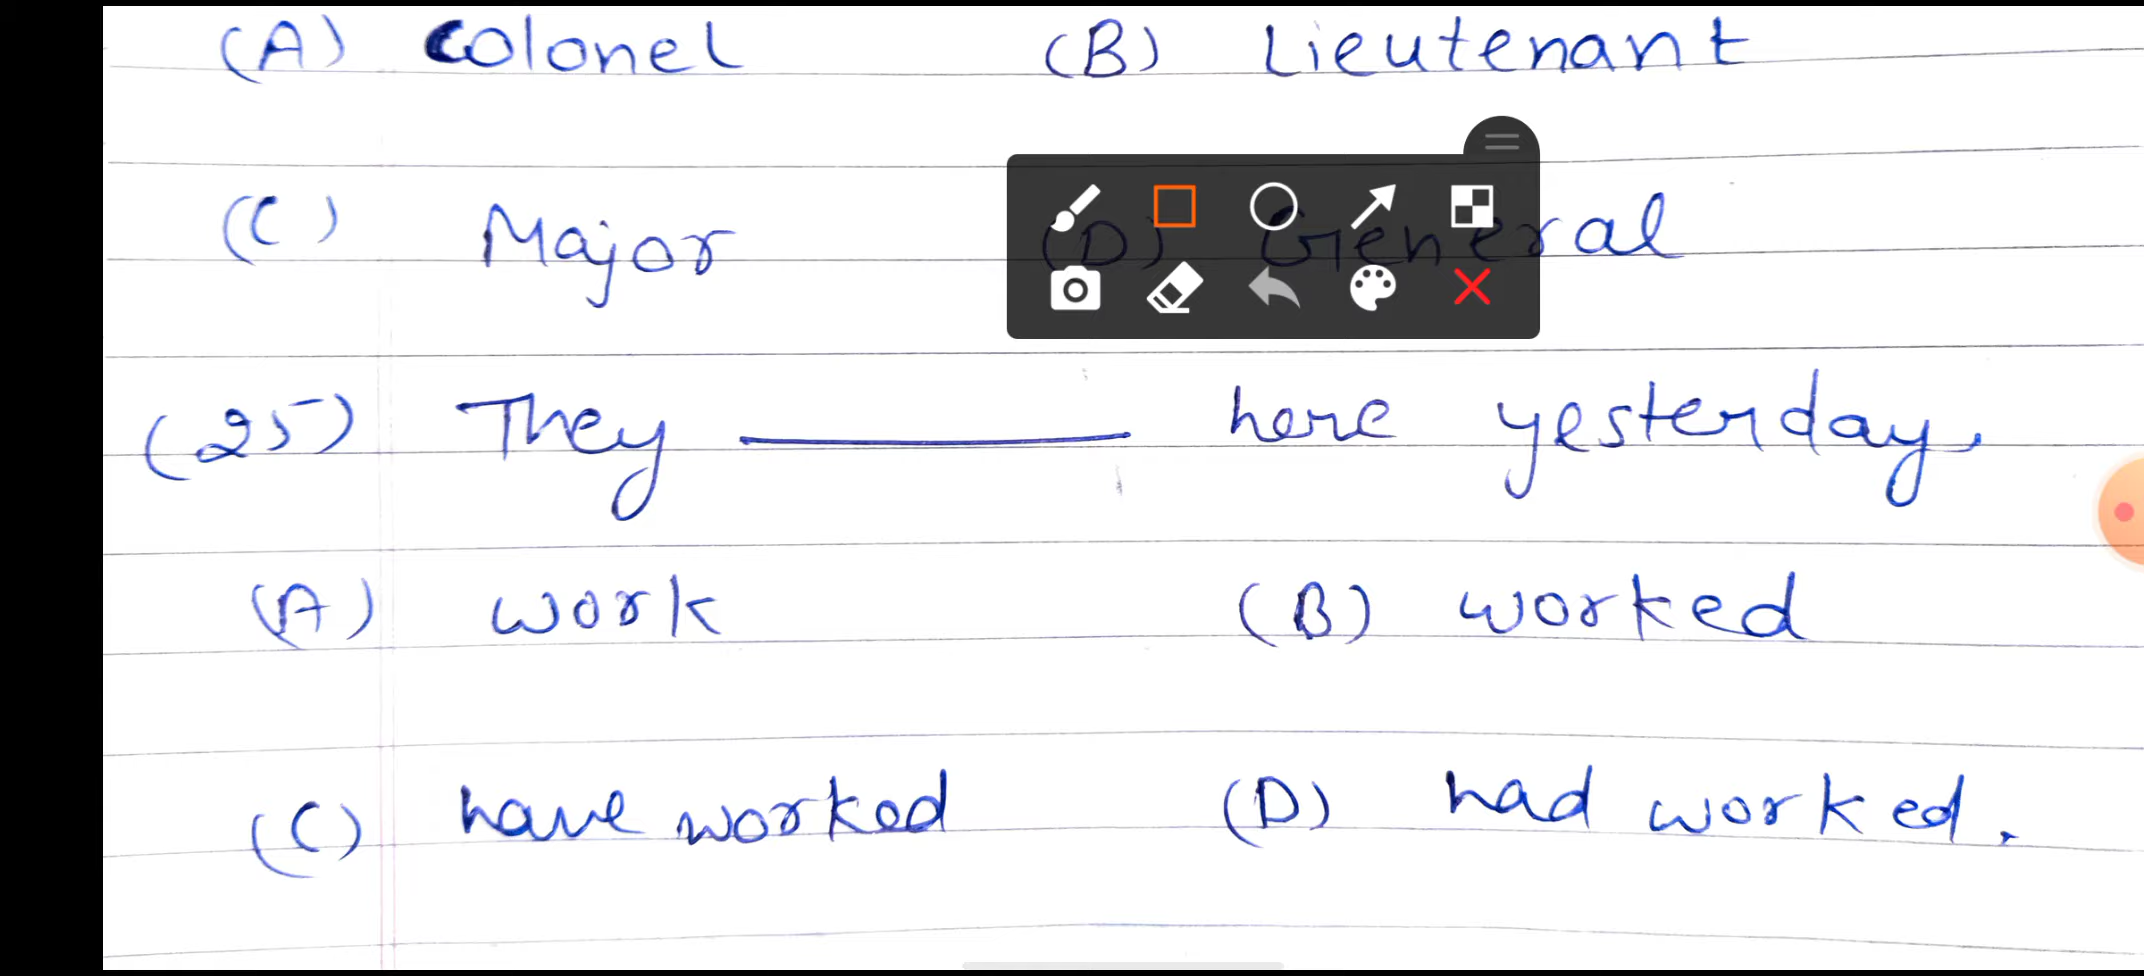 (A) Colonel (B) Lieutenant
(C) Major (D) General
(25) They ________ here yesterday.
(A) work (B) worked
(C) have worked (D) had worked.